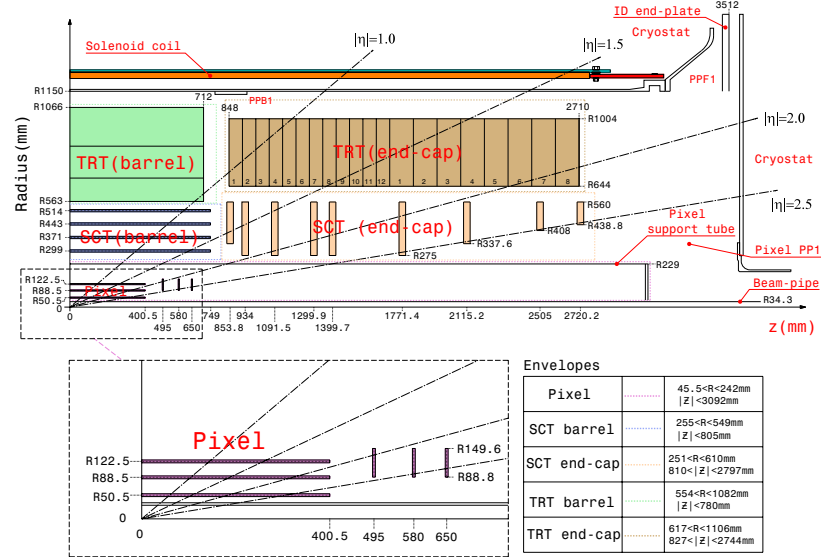 3512
ID end-plate
Cryostat
Solenoid coil
|η|=1.0
|η|=1.5
PPF1
R1150
R1066
712
PPB1
848
2710
R1004
|η|=2.0
Radius(mm)
TRT(barrel)
TRT(end-cap)
Cryostat
1 2 3 4 5 6 7 8 9 10 11 12 1 2 3 4 5 6 7 8
R644
R563
R514
R443
R371
R299
SCT(barrel)
SCT (end-cap)
R560
R438.8
R408
R337.6
R275
|η|=2.5
Pixel
support tube
Pixel PP1
R229
R122.5
R88.5
R50.5
0
Pixel
Beam-pipe
R34.3
0
400.5 580 749 934 1299.9 1771.4 2115.2 2505 2720.2
495 650 853.8 1091.5 1399.7
z(mm)
Pixel
R122.5
R88.5
R50.5
0
R149.6
R88.8
0
400.5 495 580 650
Envelopes
Pixel
45.5<R<242mm
|Z|<3092mm
SCT barrel
255<R<549mm
|Z|<805mm
SCT end-cap
251<R<610mm
810<|Z|<2797mm
TRT barrel
554<R<1082mm
|Z|<780mm
TRT end-cap
617<R<1106mm
827<|Z|<2744mm